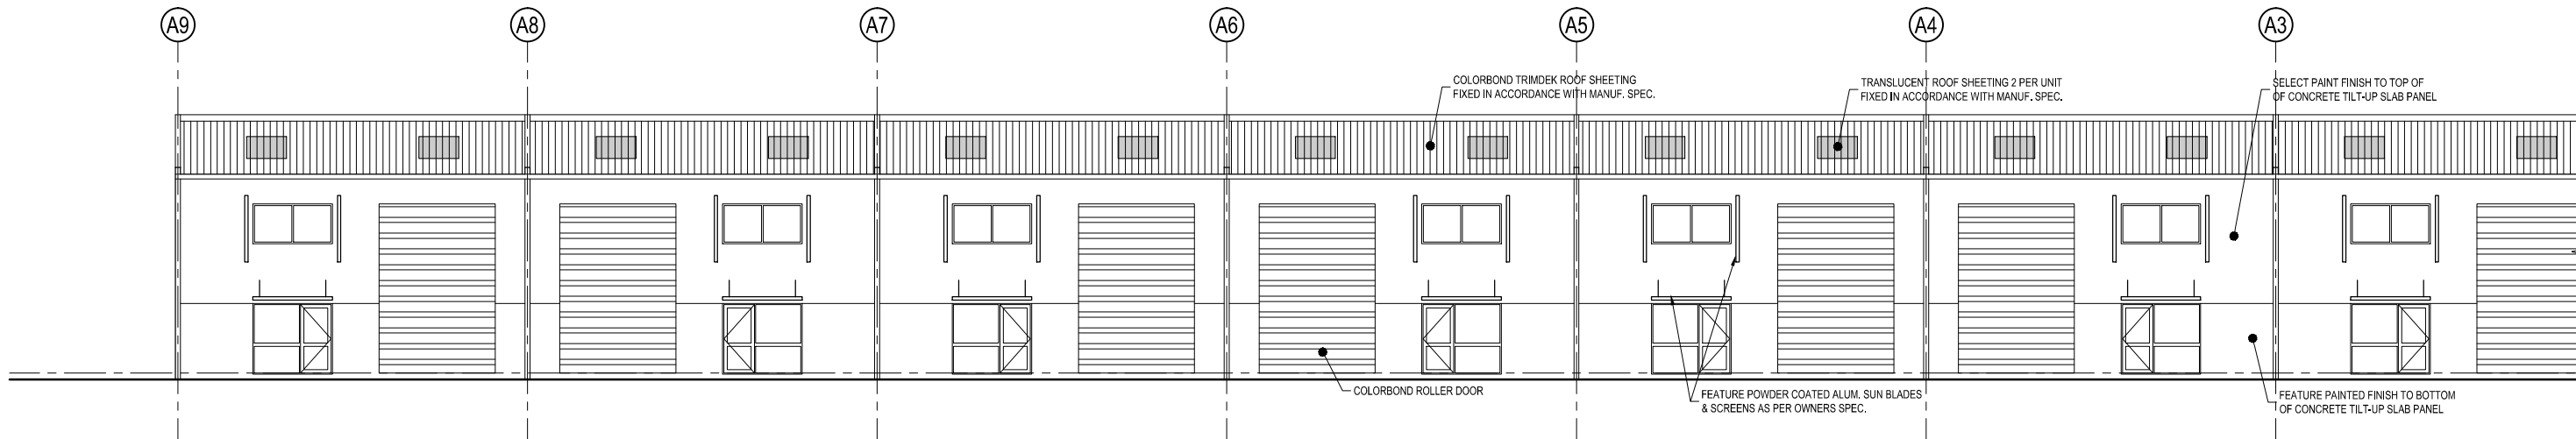 A9
A8
A7
A6
A5
A4
A3
COLORBOND TRIMDEK ROOF SHEETING
FIXED IN ACCORDANCE WITH MANUF. SPEC.
TRANSLUCENT ROOF SHEETING 2 PER UNIT
FIXED IN ACCORDANCE WITH MANUF. SPEC.
SELECT PAINT FINISH TO TOP OF
OF CONCRETE TILT-UP SLAB PANEL
COLORBOND ROLLER DOOR
FEATURE POWDER COATED ALUM. SUN BLADES
& SCREENS AS PER OWNERS SPEC.
FEATURE PAINTED FINISH TO BOTTOM
OF CONCRETE TILT-UP SLAB PANEL